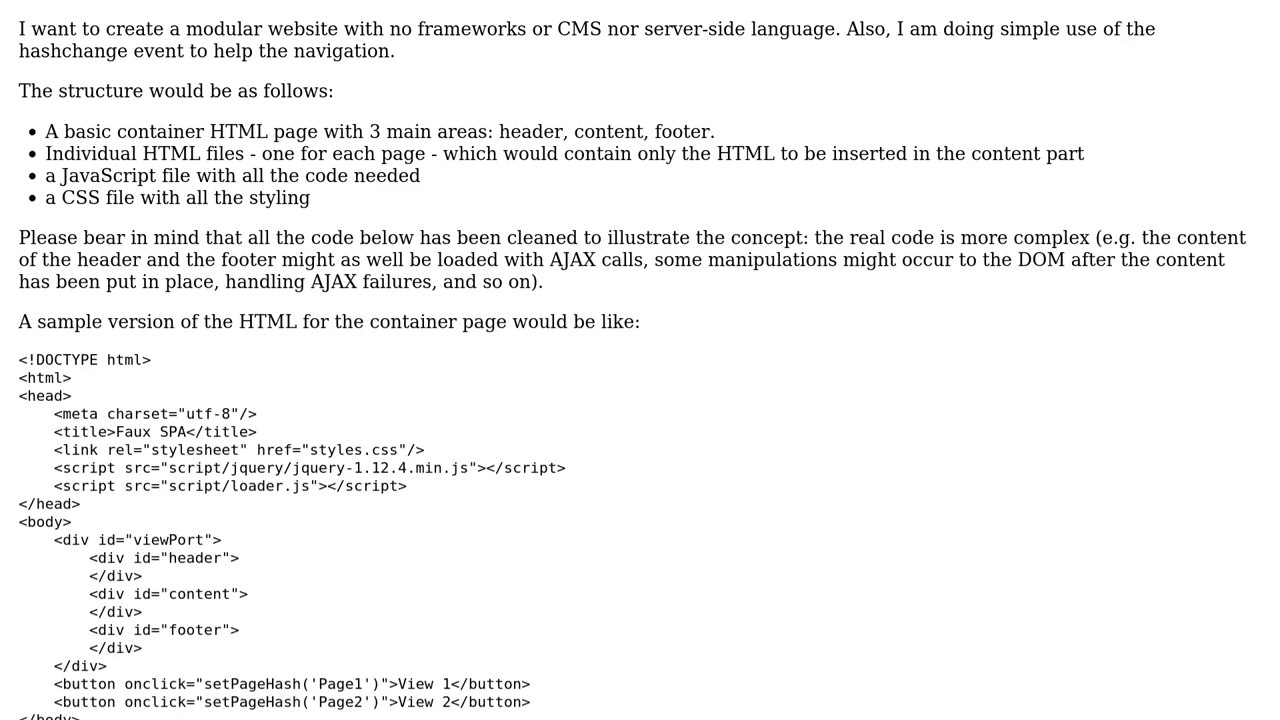 I want to create a modular website with no frameworks or CMS nor server-side language. Also, I am doing simple use of the
hashchange event to help the navigation.
The structure would be as follows:
• A basic container HTML page with 3 main areas: header, content, footer.
• Individual HTML files - one for each page - which would contain only the HTML to be inserted in the content part
• a JavaScript file with all the code needed
• a CSS file with all the styling
Please bear in mind that all the code below has been cleaned to illustrate the concept: the real code is more complex (e.g. the content
of the header and the footer might as well be loaded with AJAX calls, some manipulations might occur to the DOM after the content
has been put in place, handling AJAX failures, and so on).
A sample version of the HTML for the container page would be like:
<!DOCTYPE html>
<html>
<head>
    <meta charset="utf-8"/>
    <title>Faux SPA</title>
    <link rel="stylesheet" href="styles.css"/>
    <script src="script/jquery/jquery-1.12.4.min.js"></script>
    <script src="script/loader.js"></script>
</head>
<body>
    <div id="viewPort">
        <div id="header">
        </div>
        <div id="content">
        </div>
        <div id="footer">
        </div>
    </div>
    <button onclick="setPageHash('Page1')">View 1</button>
    <button onclick="setPageHash('Page2')">View 2</button>
</body>